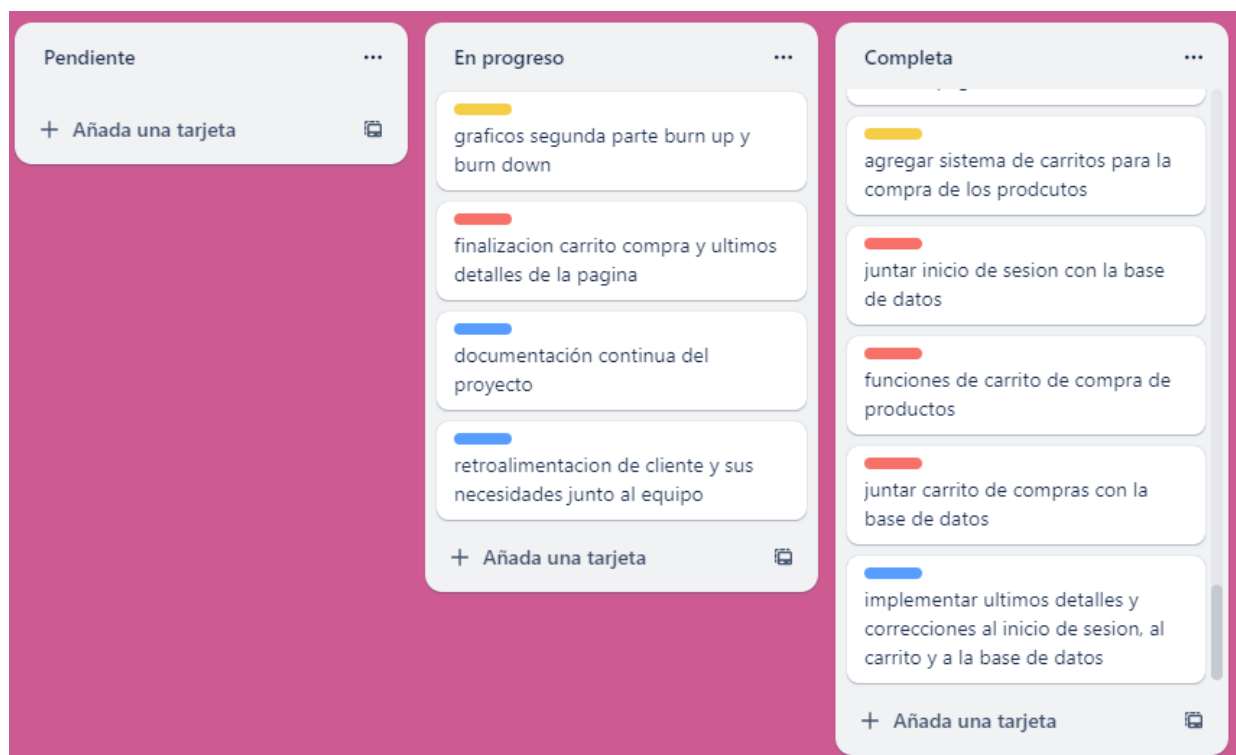 Pendiente
Añada una tarjeta
En progreso
graficos segunda parte burn up y
burn down
finalizacion carrito compra y ultimos
detalles de la pagina
documentación continua del
proyecto
retroalimentacion de cliente y sus
necesidades junto al equipo
Añada una tarjeta
Completa
agregar sistema de carritos para la
compra de los prodcutos
juntar inicio de sesion con la base
de datos
funciones de carrito de compra de
productos
juntar carrito de compras con la
base de datos
implementar ultimos detalles y
correcciones al inicio de sesion, al
carrito y a la base de datos
Añada una tarjeta